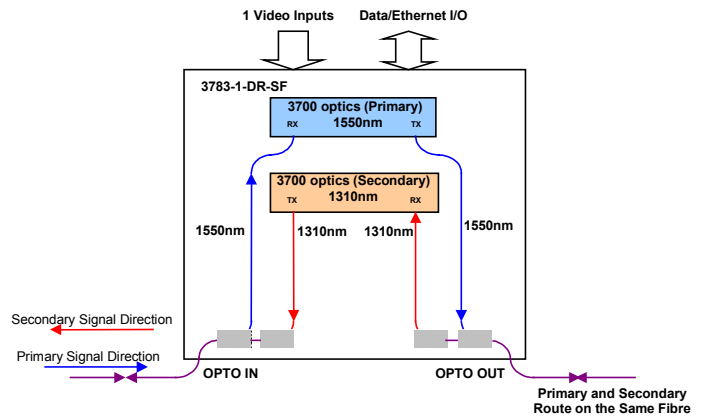 1 Video Inputs
Data/Ethernet I/O
3783-1-DR-SF
3700 optics (Primary)
RX 1550nm TX
3700 optics (Secondary)
TX 1310nm RX
1550nm
1310nm
1310nm
1550nm
Secondary Signal Direction
Primary Signal Direction
OPTO IN
OPTO OUT
Primary and Secondary
Route on the Same Fibre